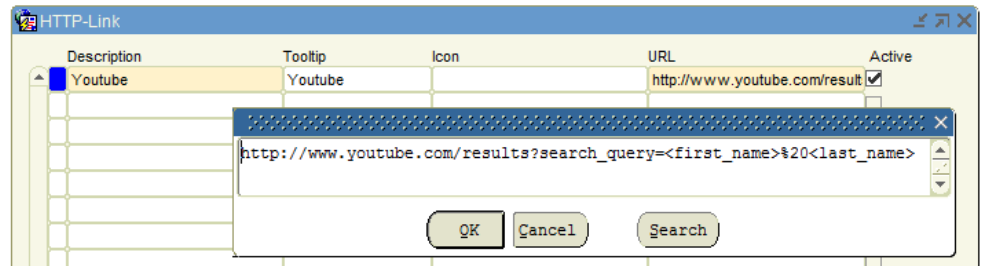 HTTP-Link
Description Tooltip Icon URL Active
Youtube Youtube http://www.youtube.com/result
http://www.youtube.com/results?search_query=<first_name>%20<last_name>
OK Cancel Search